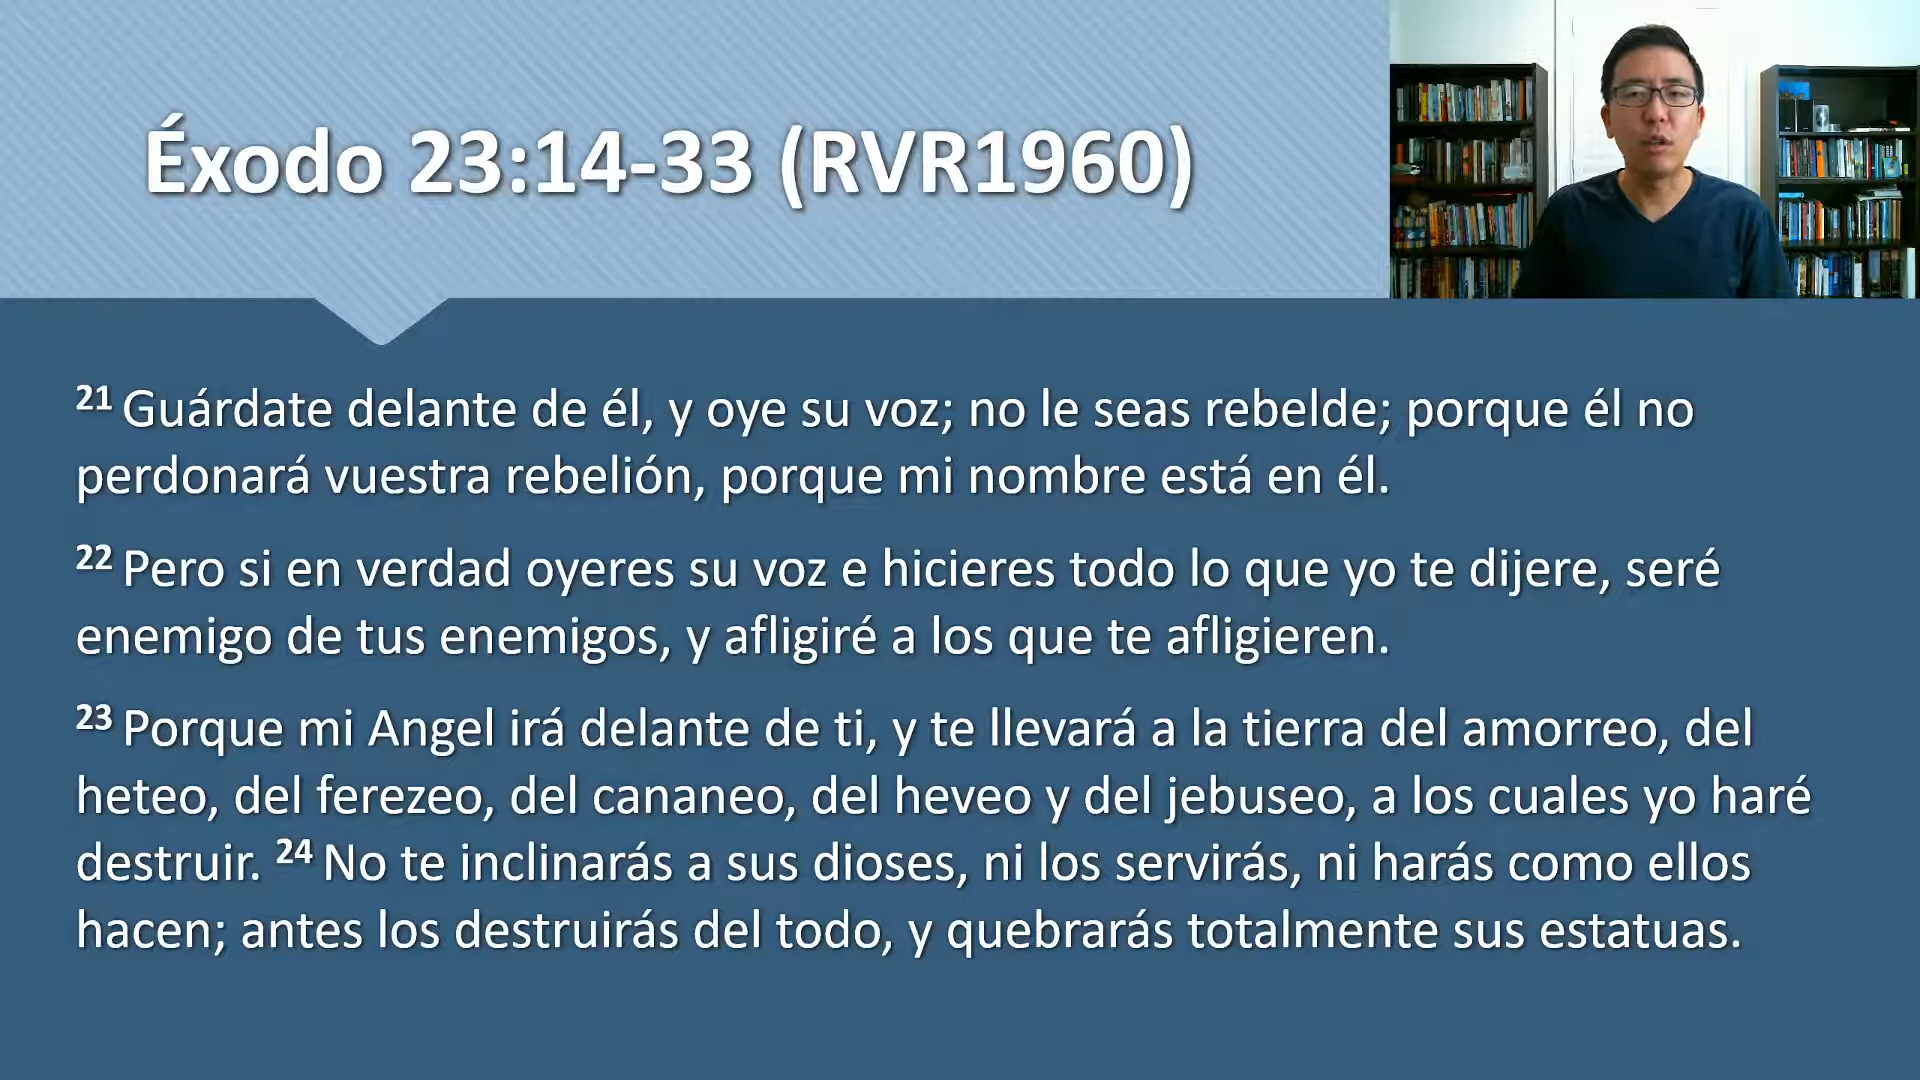 Éxodo 23:14-33 (RVR1960)
21 Guárdate delante de él, y oye su voz; no le seas rebelde; porque él no
perdonará vuestra rebelión, porque mi nombre está en él.
22 Pero si en verdad oyeres su voz e hicieres todo lo que yo te dijere, seré
enemigo de tus enemigos, y afligiré a los que te afligieren.
23 Porque mi Angel irá delante de ti, y te llevará a la tierra del amorreo, del
heteo, del ferezeo, del cananeo, del heveo y del jebuseo, a los cuales yo haré
destruir. 24 No te inclinarás a sus dioses, ni los servirás, ni harás como ellos
hacen; antes los destruirás del todo, y quebrarás totalmente sus estatuas.